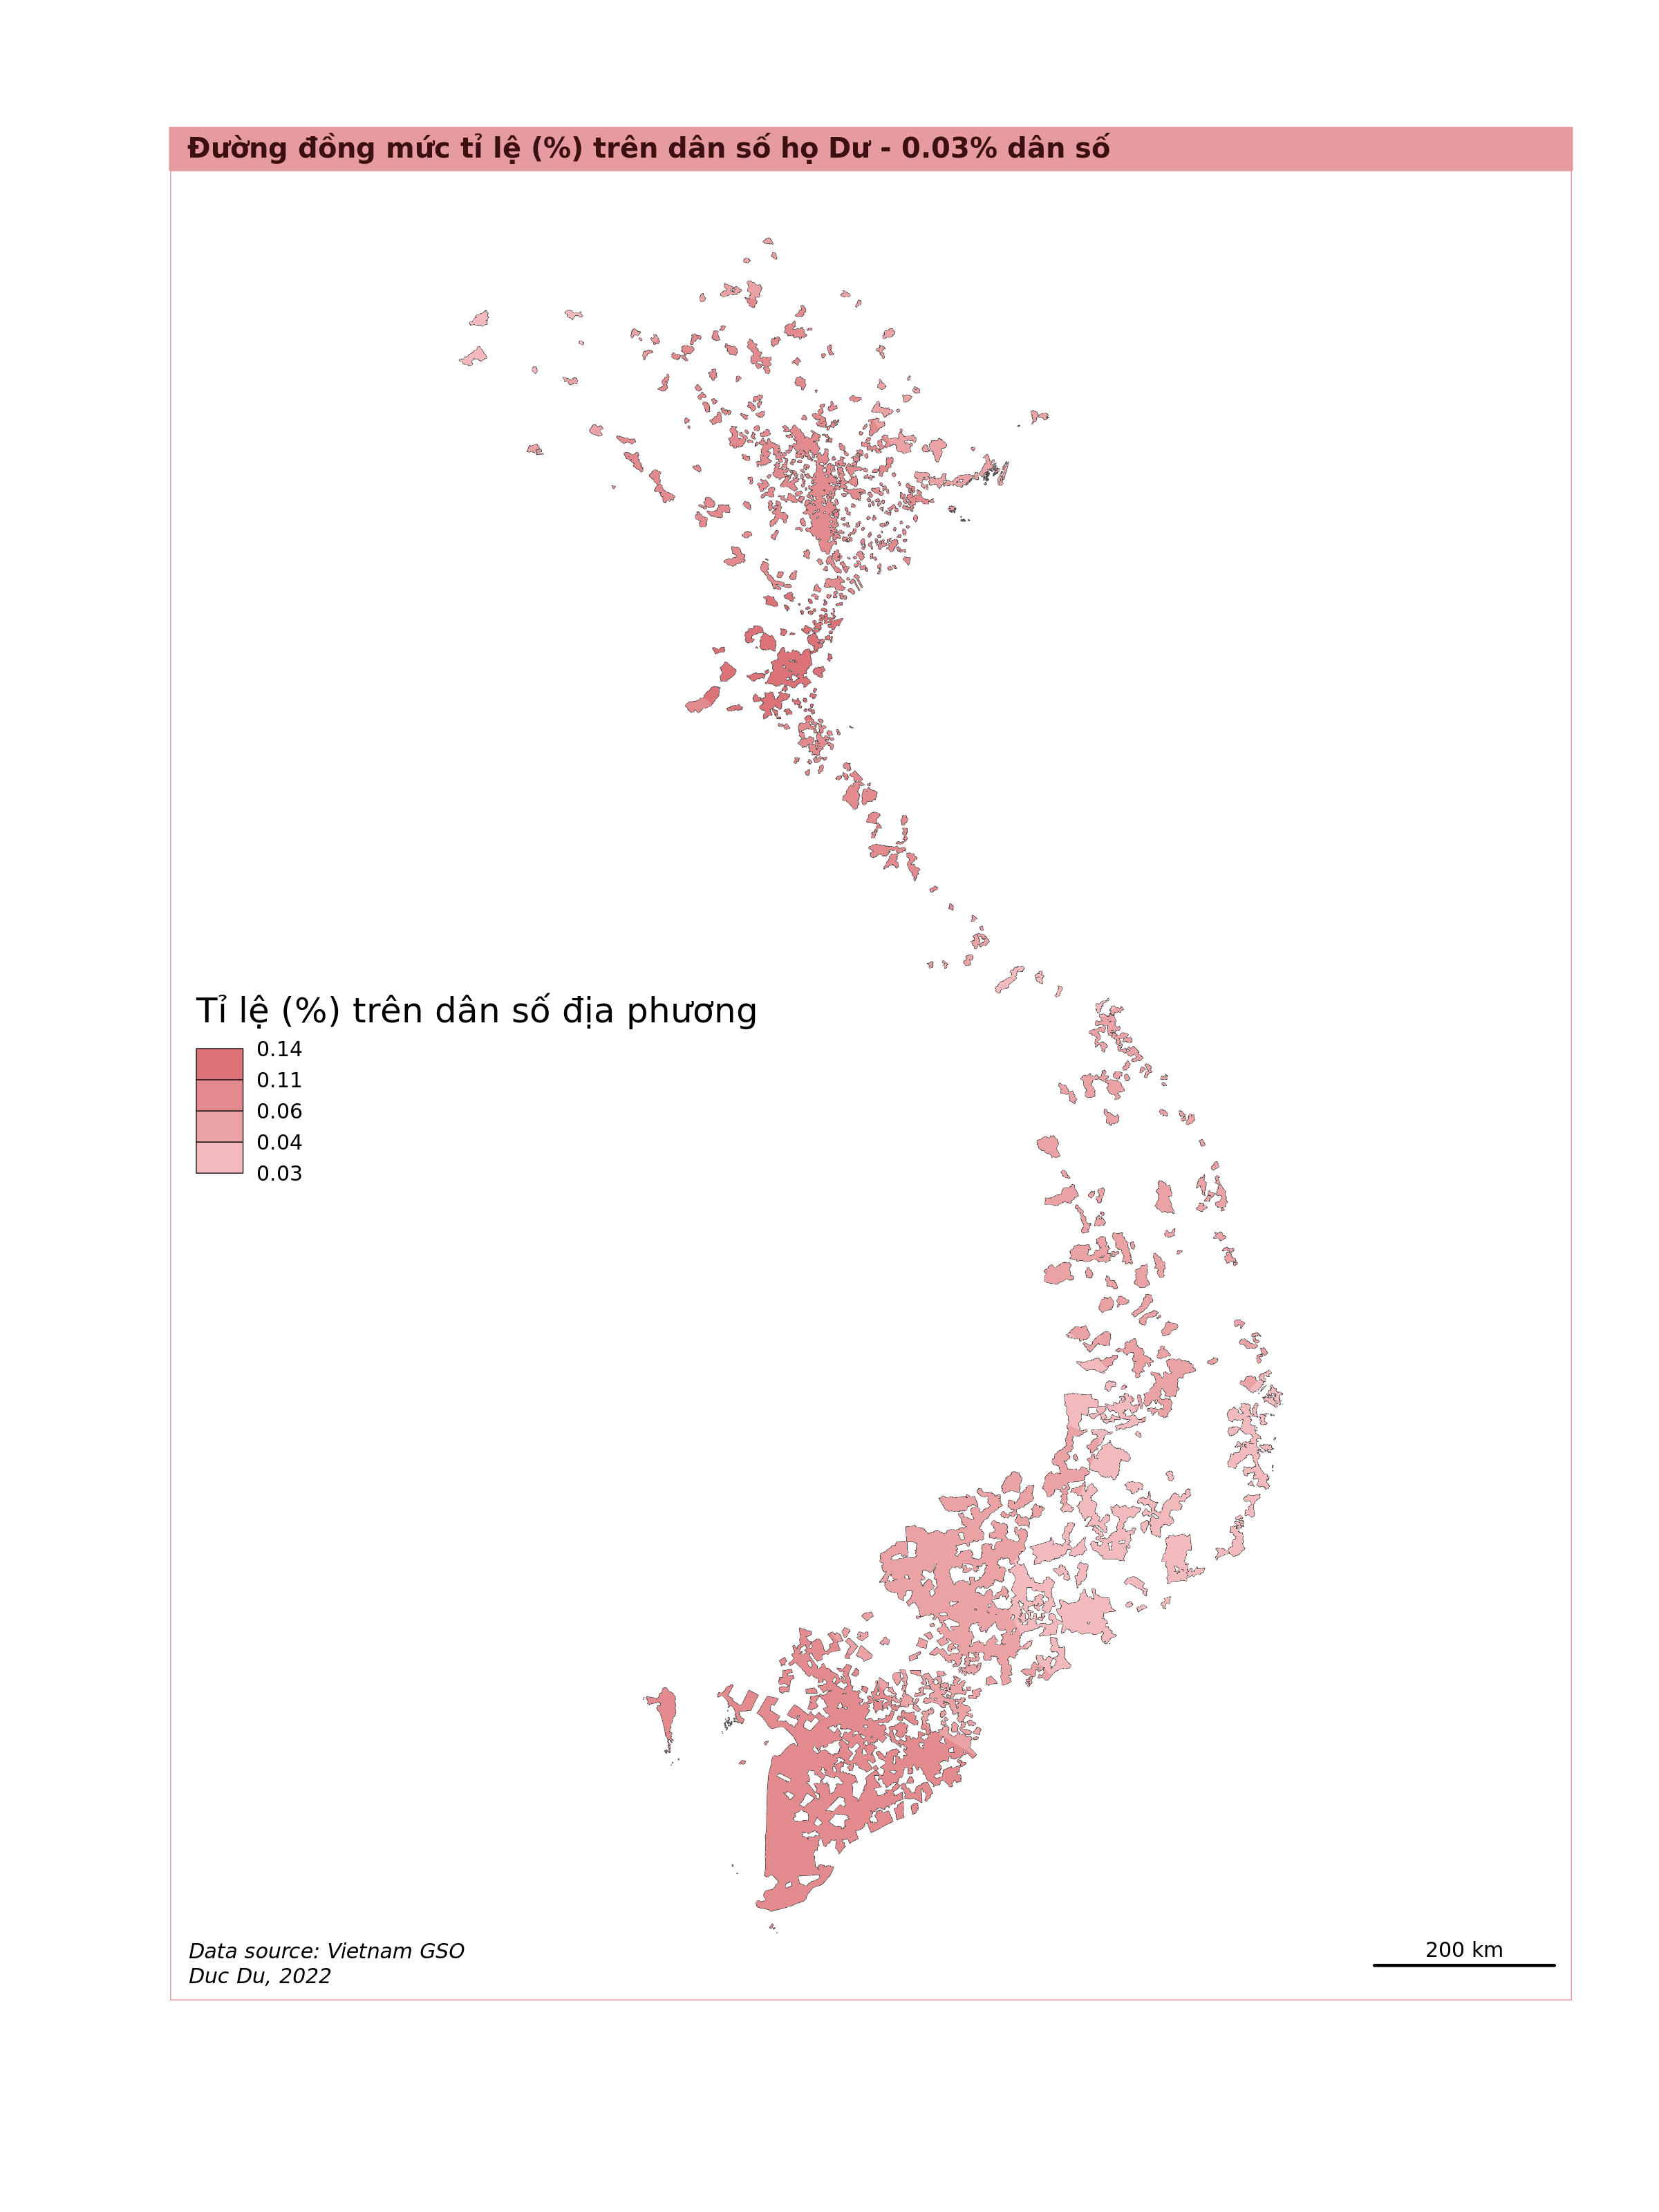 Đường đồng mức tỉ lệ (%) trên dân số họ Dư - 0.03% dân số
Tỉ lệ (%) trên dân số địa phương
0.14
0.11
0.06
0.04
0.03
Data source: Vietnam GSO
Duc Du, 2022
200 km